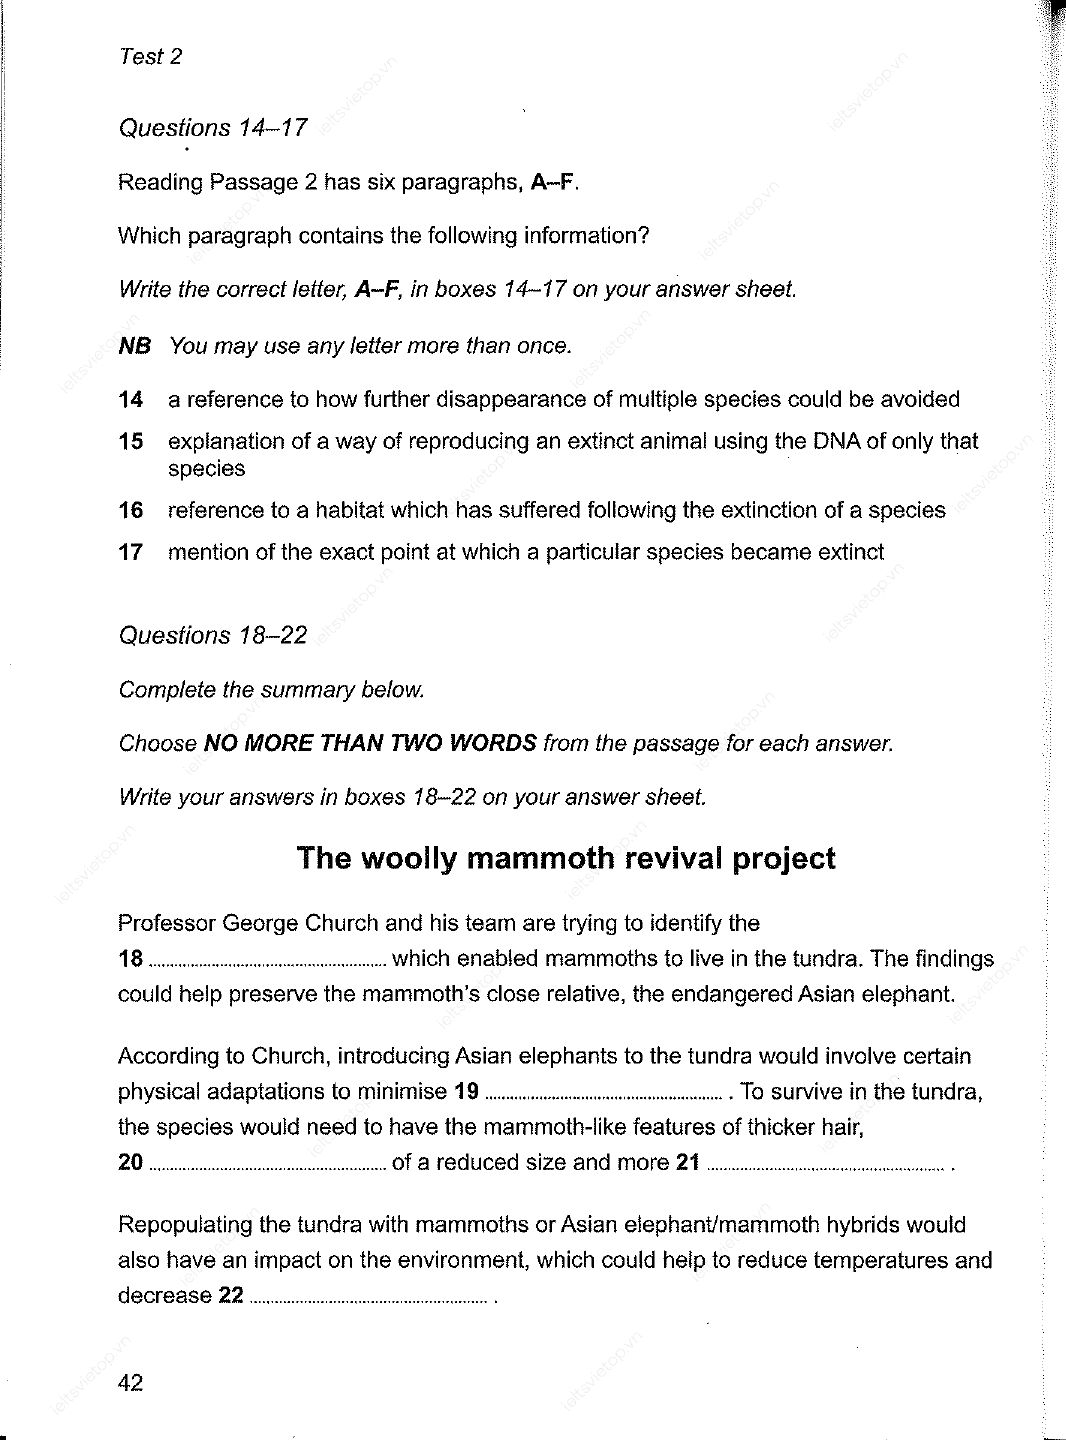 Test 2
Questions 14–17
Reading Passage 2 has six paragraphs, A–F.
Which paragraph contains the following information?
Write the correct letter, A–F, in boxes 14–17 on your answer sheet.
NB You may use any letter more than once.
14 a reference to how further disappearance of multiple species could be avoided
15 explanation of a way of reproducing an extinct animal using the DNA of only that
species
16 reference to a habitat which has suffered following the extinction of a species
17 mention of the exact point at which a particular species became extinct
Questions 18–22
Complete the summary below.
Choose NO MORE THAN TWO WORDS from the passage for each answer.
Write your answers in boxes 18–22 on your answer sheet.
The woolly mammoth revival project
Professor George Church and his team are trying to identify the
18 ........................ which enabled mammoths to live in the tundra. The findings
could help preserve the mammoth's close relative, the endangered Asian elephant.
According to Church, introducing Asian elephants to the tundra would involve certain
physical adaptations to minimise 19 ........................ . To survive in the tundra,
the species would need to have the mammoth-like features of thicker hair,
20 ........................ of a reduced size and more 21 ........................ .
Repopulating the tundra with mammoths or Asian elephant/mammoth hybrids would
also have an impact on the environment, which could help to reduce temperatures and
decrease 22 ........................ .
42
ieltsvietop.vn